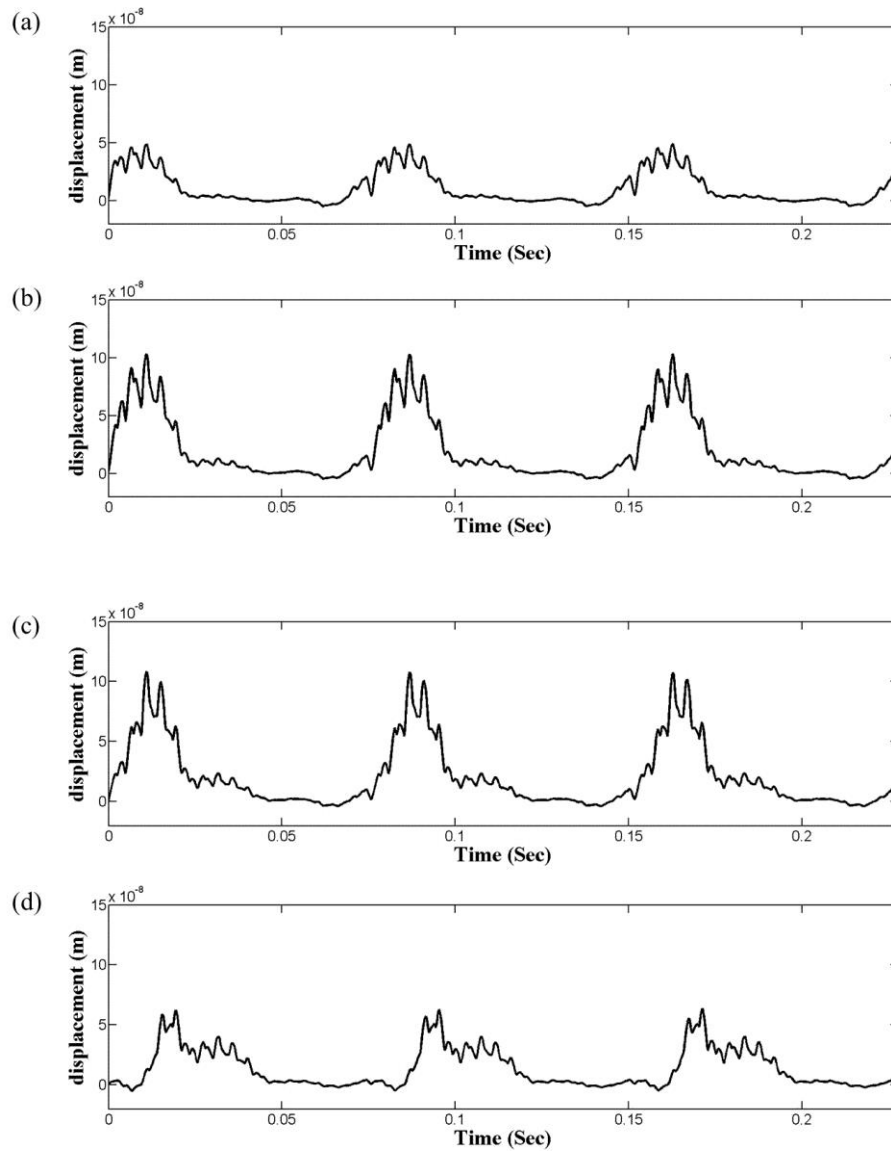 (a)
15 x 10⁻⁸
10
5
0
displacement (m)
0 0.05 0.1 0.15 0.2
Time (Sec)
(b)
15 x 10⁻⁸
10
5
0
displacement (m)
0 0.05 0.1 0.15 0.2
Time (Sec)
(c)
15 x 10⁻⁸
10
5
0
displacement (m)
0 0.05 0.1 0.15 0.2
Time (Sec)
(d)
15 x 10⁻⁸
10
5
0
displacement (m)
0 0.05 0.1 0.15 0.2
Time (Sec)